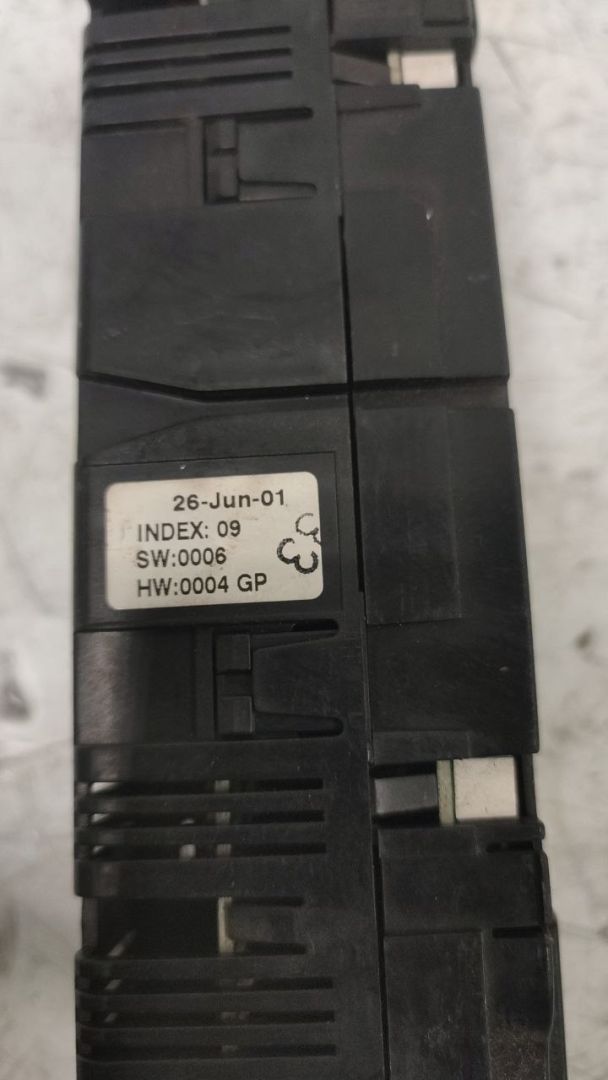 26-Jun-01
INDEX: 09
SW:0006
HW:0004 GP